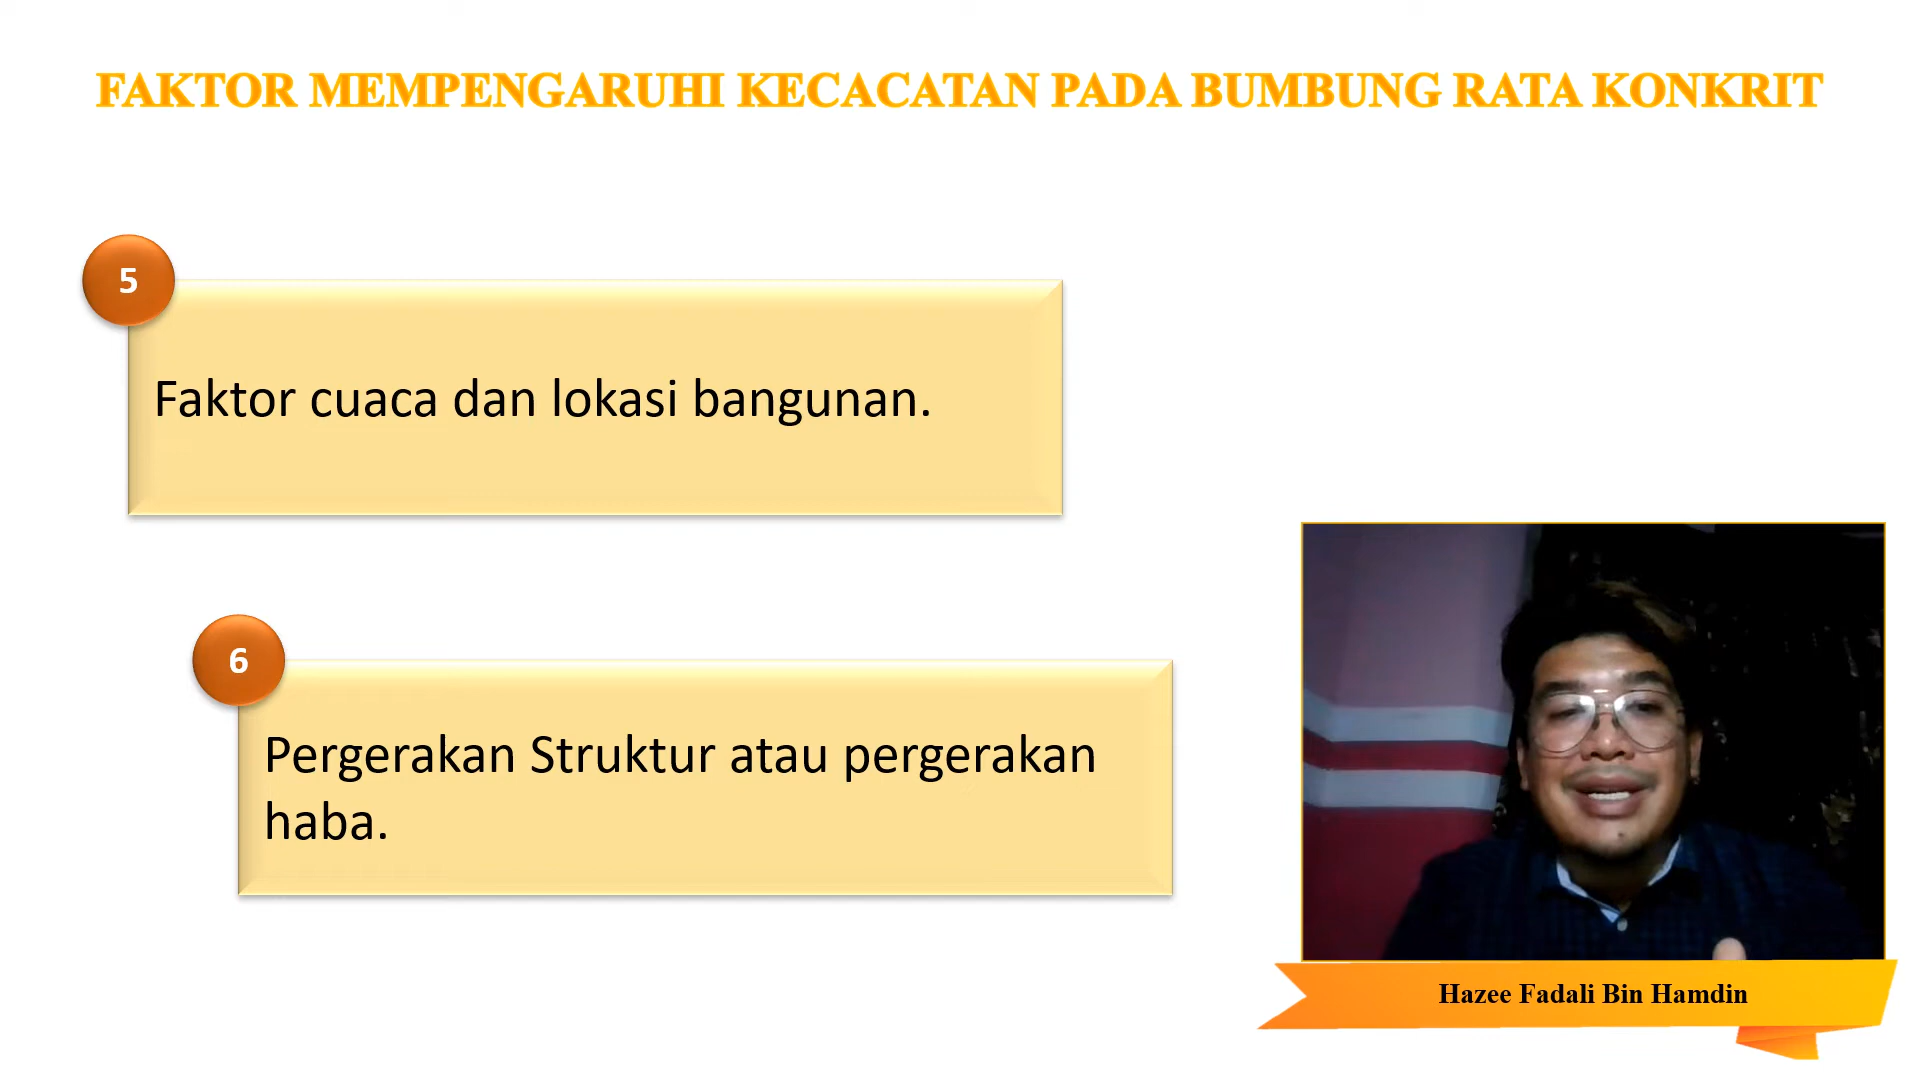 FAKTOR MEMPENGARUHI KECACATAN PADA BUMBUNG RATA KONKRIT
5
Faktor cuaca dan lokasi bangunan.
6
Pergerakan Struktur atau pergerakan
haba.
Hazee Fadali Bin Hamdin